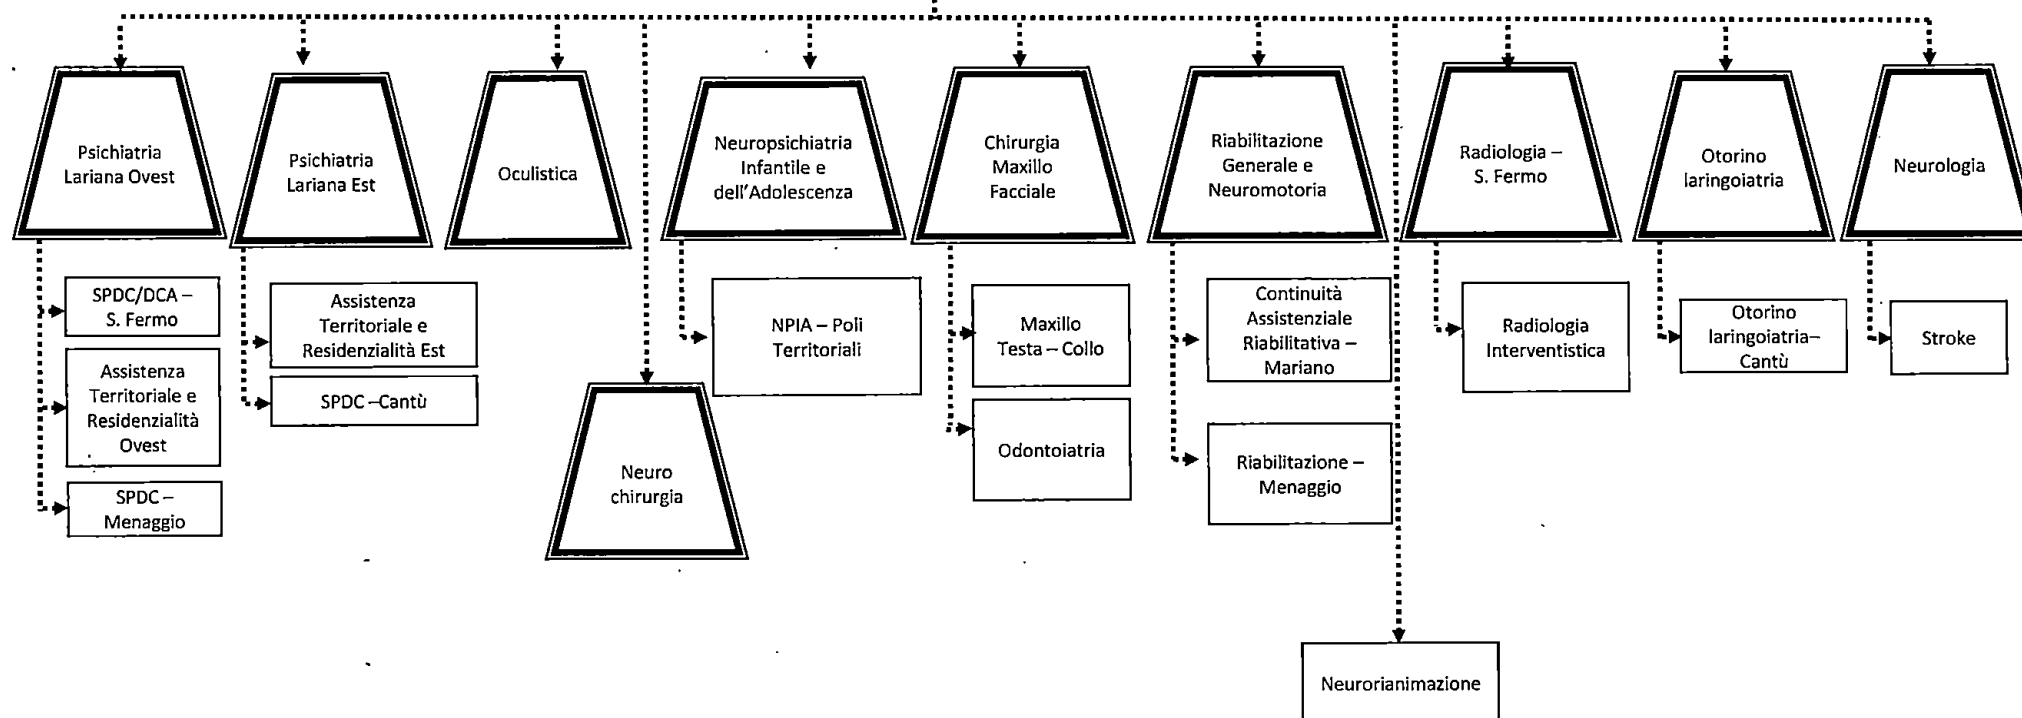 Psichiatria
Lariana Ovest
Psichiatria
Lariana Est
Oculistica
Neuropsichiatria
Infantile e
dell'Adolescenza
Chirurgia
Maxillo
Facciale
Riabilitazione
Generale e
Neuromotoria
Radiologia –
S. Fermo
Otorino
laringoiatria
Neurologia
SPDC/DCA –
S. Fermo
Assistenza
Territoriale e
Residenzialità
Ovest
SPDC –
Menaggio
Assistenza
Territoriale e
Residenzialità Est
SPDC –Cantù
Neuro
chirurgia
NPIA – Poli
Territoriali
Maxillo
Testa – Collo
Odontoiatria
Continuità
Assistenziale
Riabilitativa –
Mariano
Riabilitazione –
Menaggio
Radiologia
Interventistica
Otorino
laringoiatria–
Cantù
Stroke
Neurorianimazione